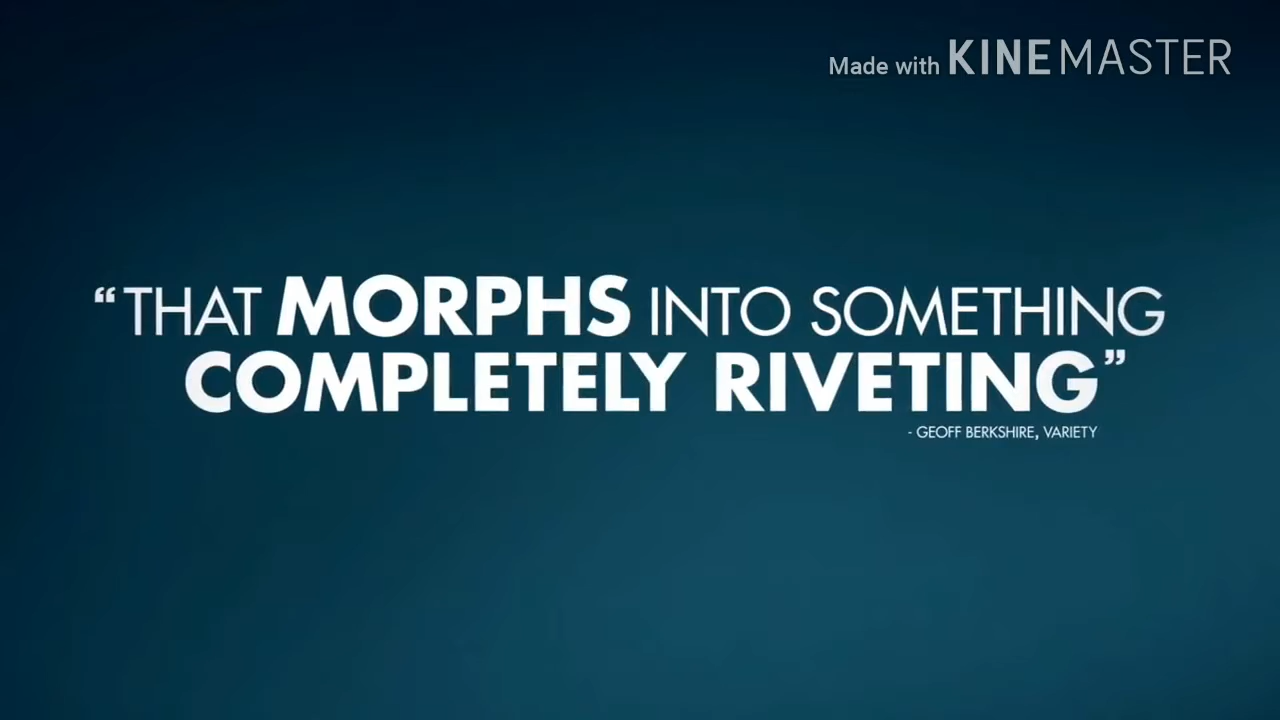 Made with KINEMASTER
“THAT MORPHS INTO SOMETHING
COMPLETELY RIVETING”
- GEOFF BERKSHIRE, VARIETY